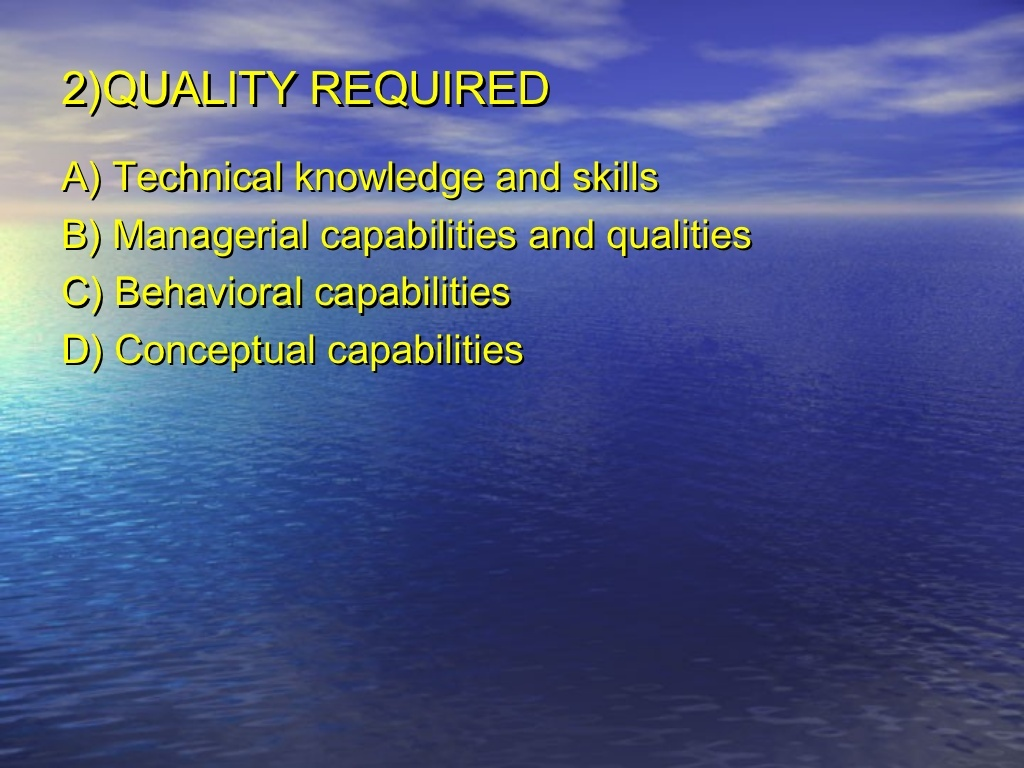 2)QUALITY REQUIRED
A) Technical knowledge and skills
B) Managerial capabilities and qualities
C) Behavioral capabilities
D) Conceptual capabilities